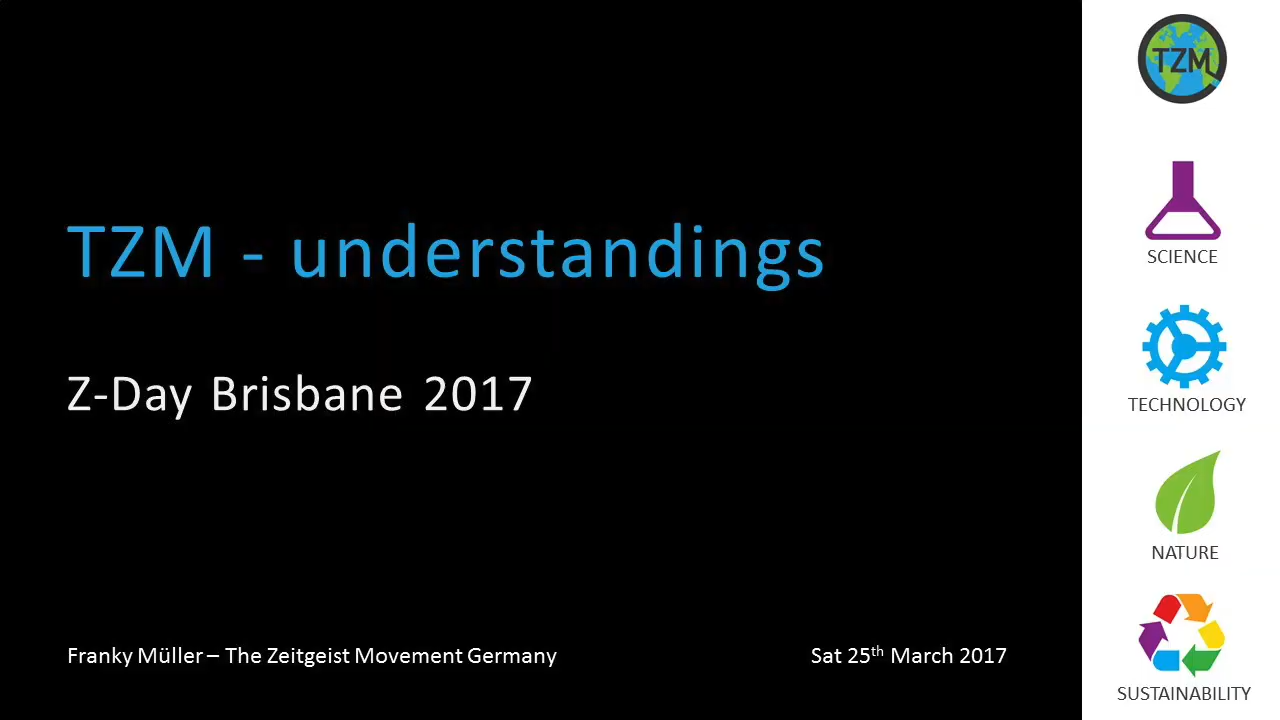 TZM
TZM - understandings
Z-Day Brisbane 2017
Franky Müller – The Zeitgeist Movement Germany
Sat 25th March 2017
SCIENCE
TECHNOLOGY
NATURE
SUSTAINABILITY